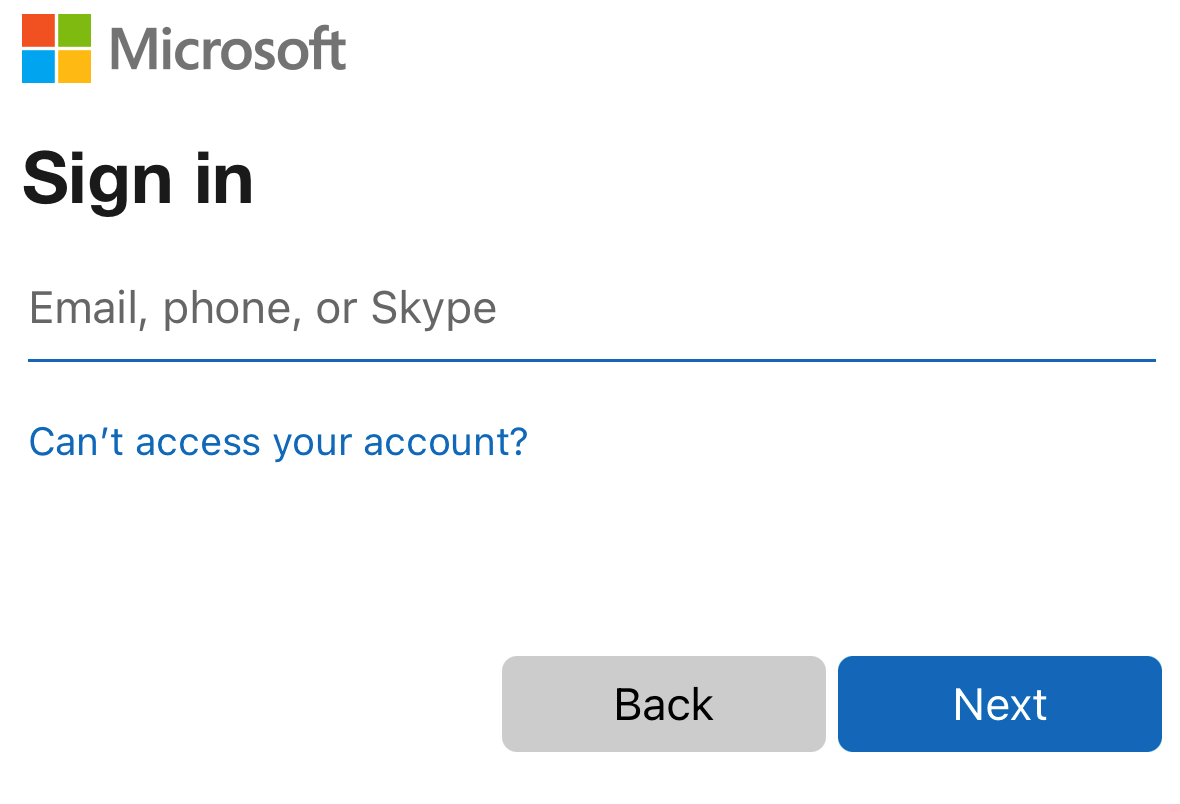 Microsoft
Sign in
Email, phone, or Skype
Can’t access your account?
Back Next